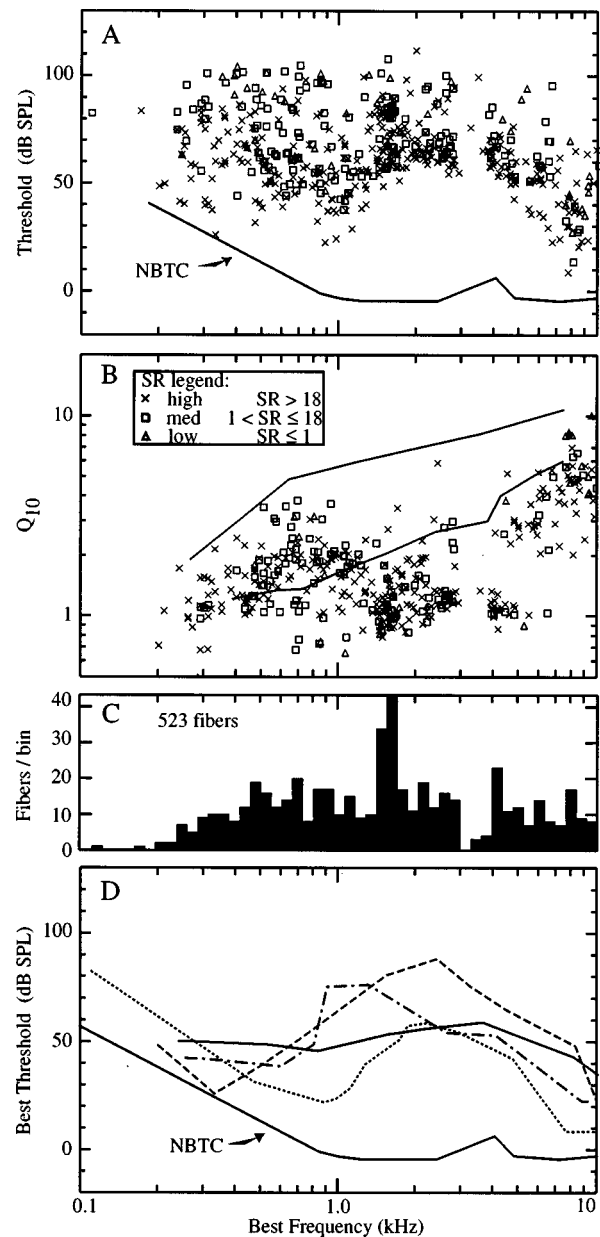 A
100
50
0
Threshold (dB SPL)
NBTC
B
SR legend:
× high SR > 18
□ med 1 < SR ≤ 18
△ low SR ≤ 1
10
1
Q10
C
523 fibers
40
30
20
10
0
Fibers / bin
D
100
50
0
Best Threshold (dB SPL)
NBTC
0.1 1.0 10
Best Frequency (kHz)